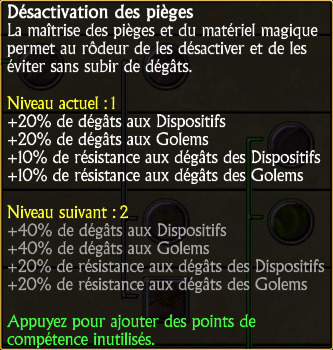 Désactivation des pièges
La maîtrise des pièges et du matériel magique
permet au rôdeur de les désactiver et de les
éviter sans subir de dégâts.
Niveau actuel : 1
+20% de dégâts aux Dispositifs
+20% de dégâts aux Golems
+10% de résistance aux dégâts des Dispositifs
+10% de résistance aux dégâts des Golems
Niveau suivant : 2
+40% de dégâts aux Dispositifs
+40% de dégâts aux Golems
+20% de résistance aux dégâts des Dispositifs
+20% de résistance aux dégâts des Golems
Appuyez pour ajouter des points de
compétence inutilisés.